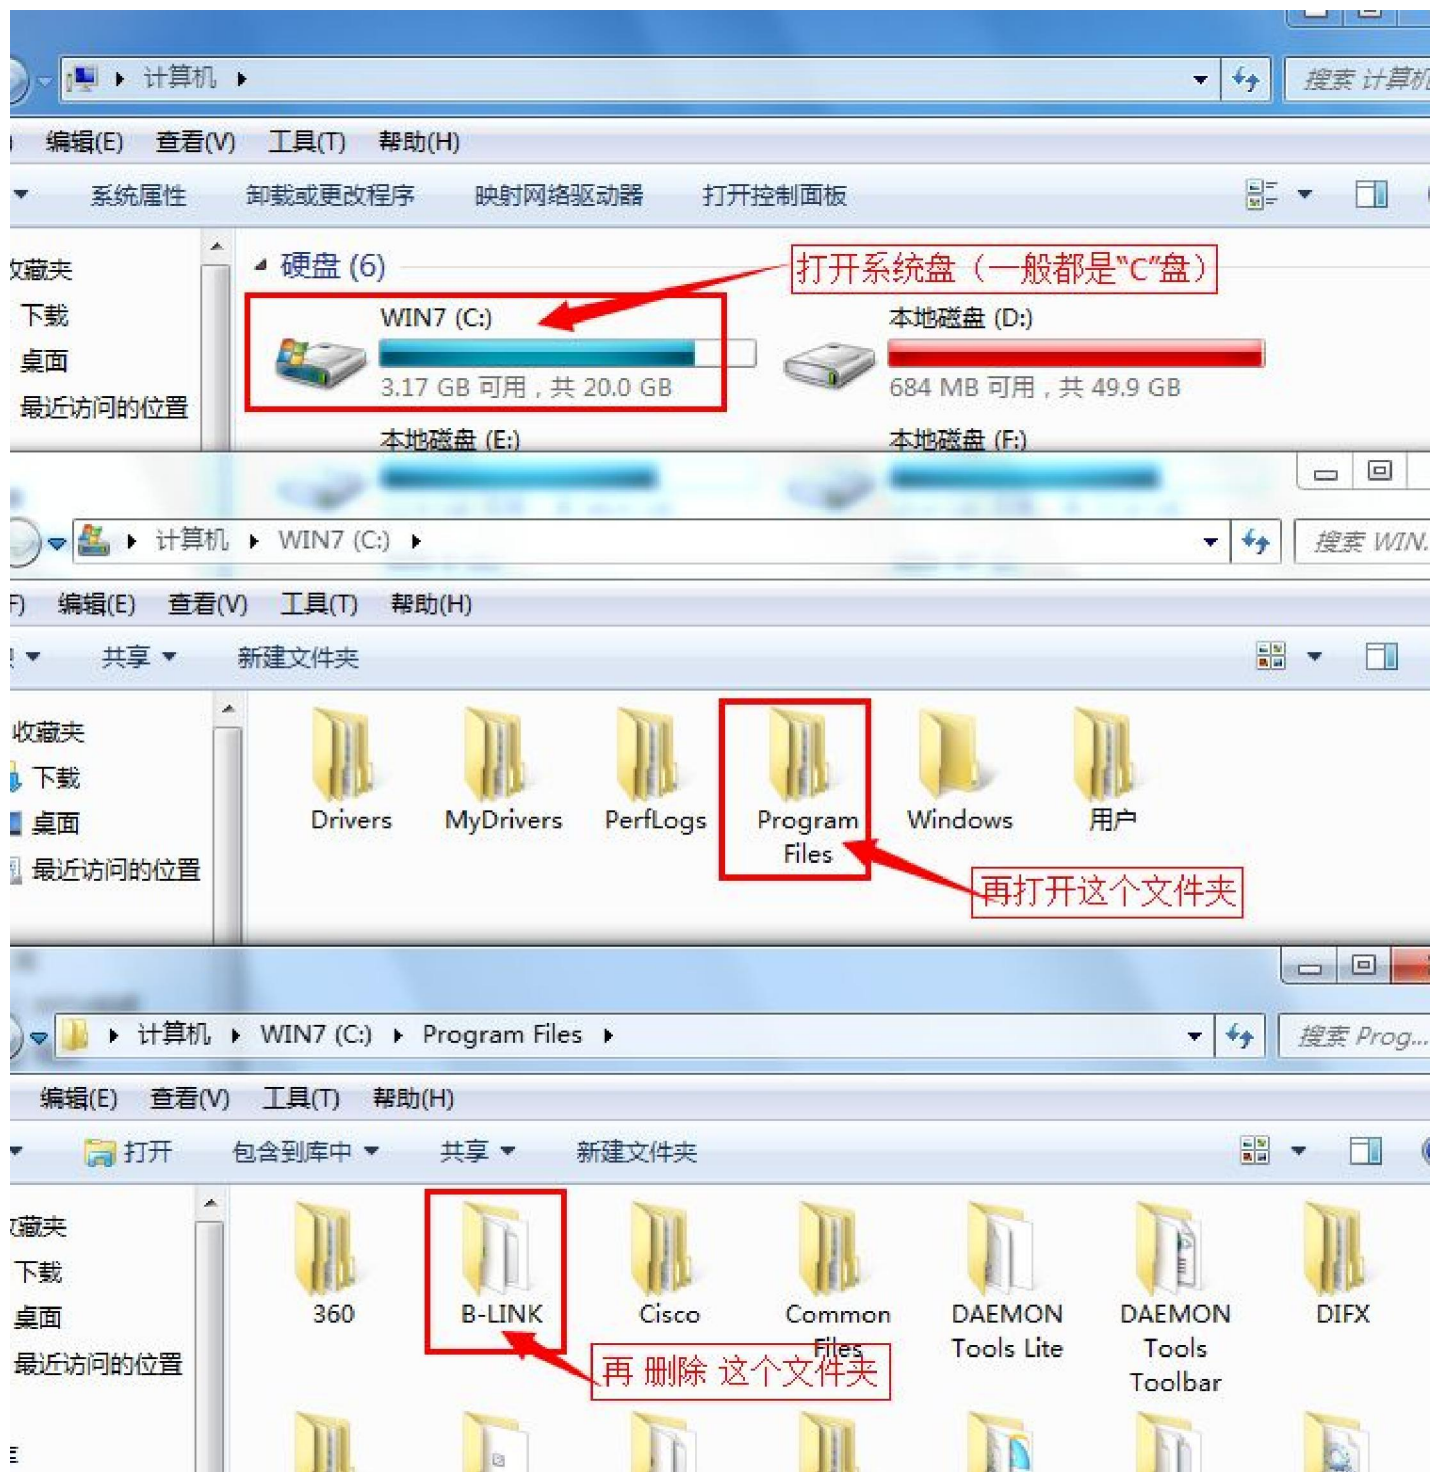 计算机
搜索 计算机
编辑(E) 查看(V) 工具(T) 帮助(H)
系统属性 卸载或更改程序 映射网络驱动器 打开控制面板
收藏夹
下载
桌面
最近访问的位置
硬盘 (6)
打开系统盘（一般都是“C”盘）
WIN7 (C:)
3.17 GB 可用，共 20.0 GB
本地磁盘 (D:)
684 MB 可用，共 49.9 GB
本地磁盘 (E:)
本地磁盘 (F:)
计算机 WIN7 (C:)
搜索 WIN...
F) 编辑(E) 查看(V) 工具(T) 帮助(H)
共享 新建文件夹
收藏夹
下载
桌面
最近访问的位置
Drivers
MyDrivers
PerfLogs
Program
Files
Windows
用户
再打开这个文件夹
计算机 WIN7 (C:) Program Files
搜索 Prog...
编辑(E) 查看(V) 工具(T) 帮助(H)
打开 包含到库中 共享 新建文件夹
收藏夹
下载
桌面
最近访问的位置
360
B-LINK
Cisco
Common
Files
DAEMON
Tools Lite
DAEMON
Tools
Toolbar
DIFX
再 删除 这个文件夹